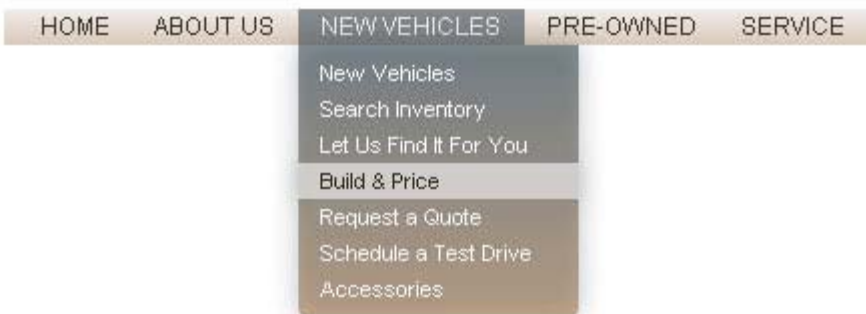 HOME ABOUT US NEW VEHICLES PRE-OWNED SERVICE
New Vehicles
Search Inventory
Let Us Find It For You
Build & Price
Request a Quote
Schedule a Test Drive
Accessories